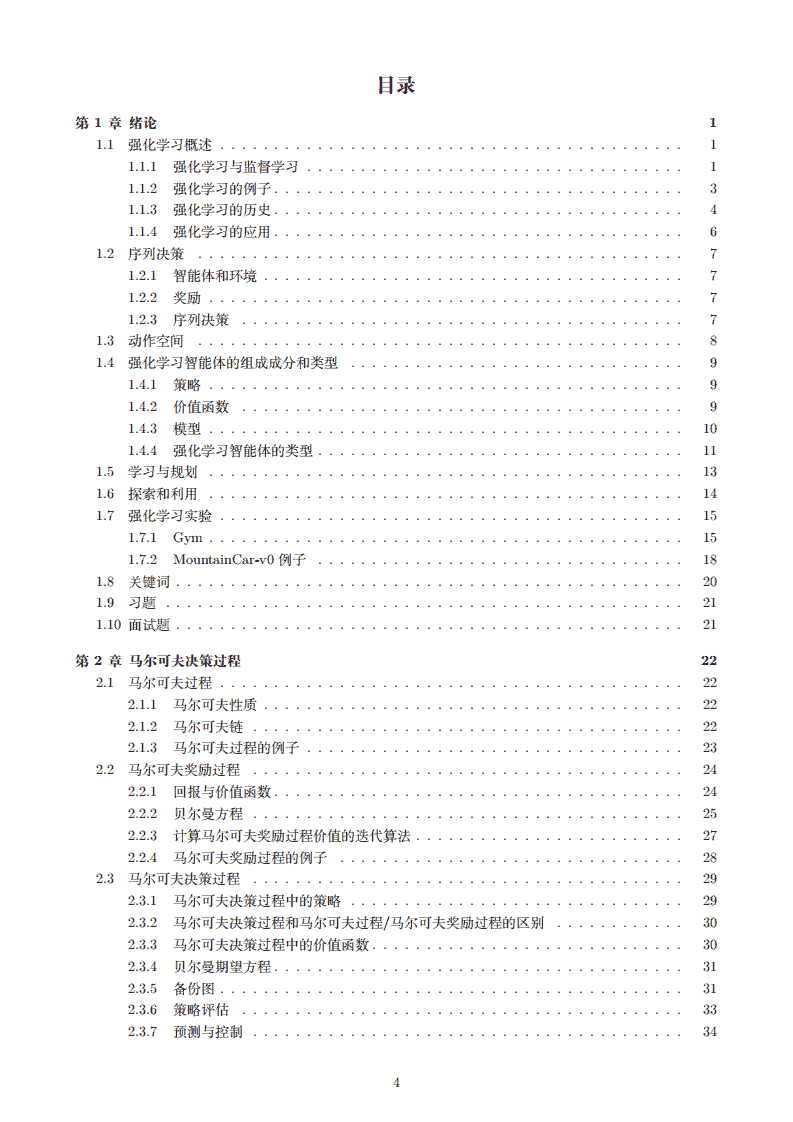 目录
第 1 章 绪论 1
1.1 强化学习概述 . . . . . . . . . . . . . . . . . . . . 1
1.1.1 强化学习与监督学习 . . . . . . . . . . . . . . . . . . . . 1
1.1.2 强化学习的例子 . . . . . . . . . . . . . . . . . . . . 3
1.1.3 强化学习的历史 . . . . . . . . . . . . . . . . . . . . 4
1.1.4 强化学习的应用 . . . . . . . . . . . . . . . . . . . . 6
1.2 序列决策 . . . . . . . . . . . . . . . . . . . . 7
1.2.1 智能体和环境 . . . . . . . . . . . . . . . . . . . . 7
1.2.2 奖励 . . . . . . . . . . . . . . . . . . . . 7
1.2.3 序列决策 . . . . . . . . . . . . . . . . . . . . 7
1.3 动作空间 . . . . . . . . . . . . . . . . . . . . 8
1.4 强化学习智能体的组成成分和类型 . . . . . . . . . . . . . . . . . . . . 9
1.4.1 策略 . . . . . . . . . . . . . . . . . . . . 9
1.4.2 价值函数 . . . . . . . . . . . . . . . . . . . . 9
1.4.3 模型 . . . . . . . . . . . . . . . . . . . . 10
1.4.4 强化学习智能体的类型 . . . . . . . . . . . . . . . . . . . . 11
1.5 学习与规划 . . . . . . . . . . . . . . . . . . . . 13
1.6 探索和利用 . . . . . . . . . . . . . . . . . . . . 14
1.7 强化学习实验 . . . . . . . . . . . . . . . . . . . . 15
1.7.1 Gym . . . . . . . . . . . . . . . . . . . . 15
1.7.2 MountainCar-v0 例子 . . . . . . . . . . . . . . . . . . . . 18
1.8 关键词 . . . . . . . . . . . . . . . . . . . . 20
1.9 习题 . . . . . . . . . . . . . . . . . . . . 21
1.10 面试题 . . . . . . . . . . . . . . . . . . . . 21
第 2 章 马尔可夫决策过程 22
2.1 马尔可夫过程 . . . . . . . . . . . . . . . . . . . . 22
2.1.1 马尔可夫性质 . . . . . . . . . . . . . . . . . . . . 22
2.1.2 马尔可夫链 . . . . . . . . . . . . . . . . . . . . 22
2.1.3 马尔可夫过程的例子 . . . . . . . . . . . . . . . . . . . . 23
2.2 马尔可夫奖励过程 . . . . . . . . . . . . . . . . . . . . 24
2.2.1 回报与价值函数 . . . . . . . . . . . . . . . . . . . . 24
2.2.2 贝尔曼方程 . . . . . . . . . . . . . . . . . . . . 25
2.2.3 计算马尔可夫奖励过程价值的迭代算法 . . . . . . . . . . . . . . . . . . . . 27
2.2.4 马尔可夫奖励过程的例子 . . . . . . . . . . . . . . . . . . . . 28
2.3 马尔可夫决策过程 . . . . . . . . . . . . . . . . . . . . 29
2.3.1 马尔可夫决策过程中的策略 . . . . . . . . . . . . . . . . . . . . 29
2.3.2 马尔可夫决策过程和马尔可夫过程/马尔可夫奖励过程的区别 . . . . . . . . . . . . 30
2.3.3 马尔可夫决策过程中的价值函数 . . . . . . . . . . . . . . . . . . . . 30
2.3.4 贝尔曼期望方程 . . . . . . . . . . . . . . . . . . . . 31
2.3.5 备份图 . . . . . . . . . . . . . . . . . . . . 31
2.3.6 策略评估 . . . . . . . . . . . . . . . . . . . . 33
2.3.7 预测与控制 . . . . . . . . . . . . . . . . . . . . 34
4